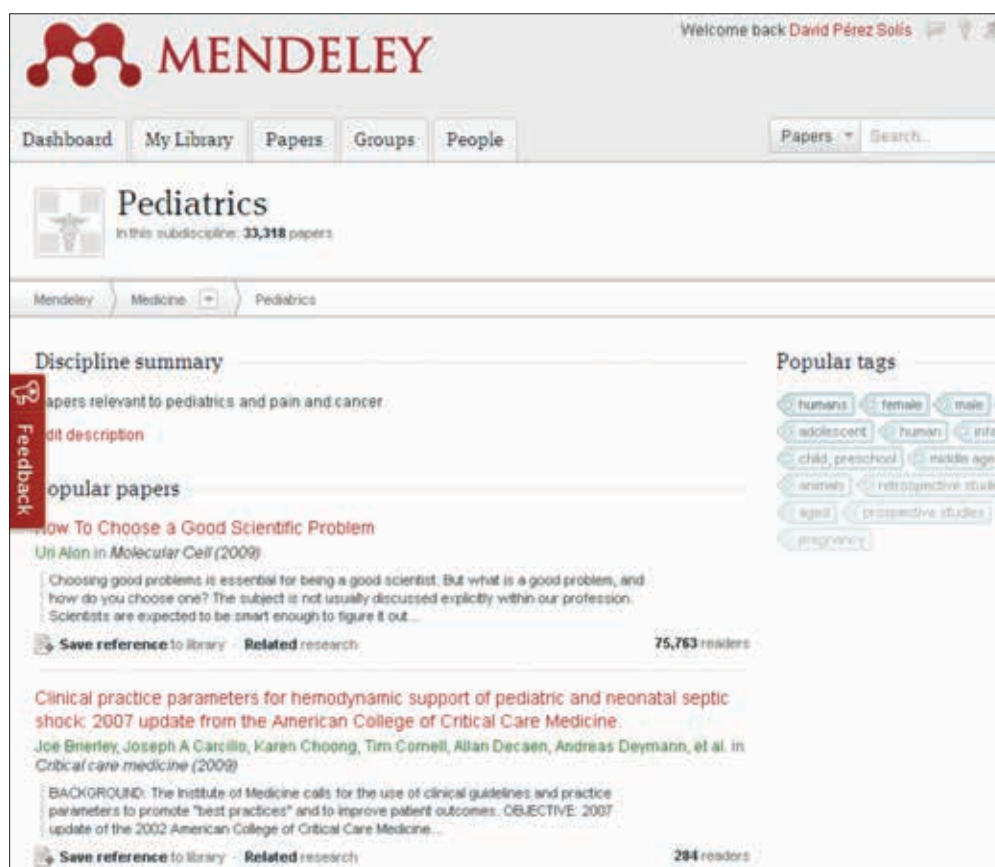 MENDELEY
Welcome back David Pérez Solís
Dashboard My Library Papers Groups People
Papers Search...
Pediatrics
In this subdiscipline: 33,318 papers
Mendeley Medicine Pediatrics
Discipline summary
Popular tags
apers relevant to pediatrics and pain and cancer
humans female male
dit description
adolescent human infa
Feedback
child, preschool middle age
opular papers
animals retrospective studi
ow To Choose a Good Scientific Problem
aged prospective studies
Uri Alon in Molecular Cell (2009)
pregnancy
Choosing good problems is essential for being a good scientist. But what is a good problem, and
how do you choose one? The subject is not usually discussed explicitly within our profession.
Scientists are expected to be smart enough to figure it out...
Save reference to library · Related research 75,763 readers
Clinical practice parameters for hemodynamic support of pediatric and neonatal septic
shock: 2007 update from the American College of Critical Care Medicine.
Joe Brierley, Joseph A Carcillo, Karen Choong, Tim Cornell, Allan Decaen, Andreas Deymann, et al. in
Critical care medicine (2009)
BACKGROUND: The Institute of Medicine calls for the use of clinical guidelines and practice
parameters to promote "best practices" and to improve patient outcomes. OBJECTIVE: 2007
update of the 2002 American College of Critical Care Medicine...
Save reference to library · Related research 284 readers